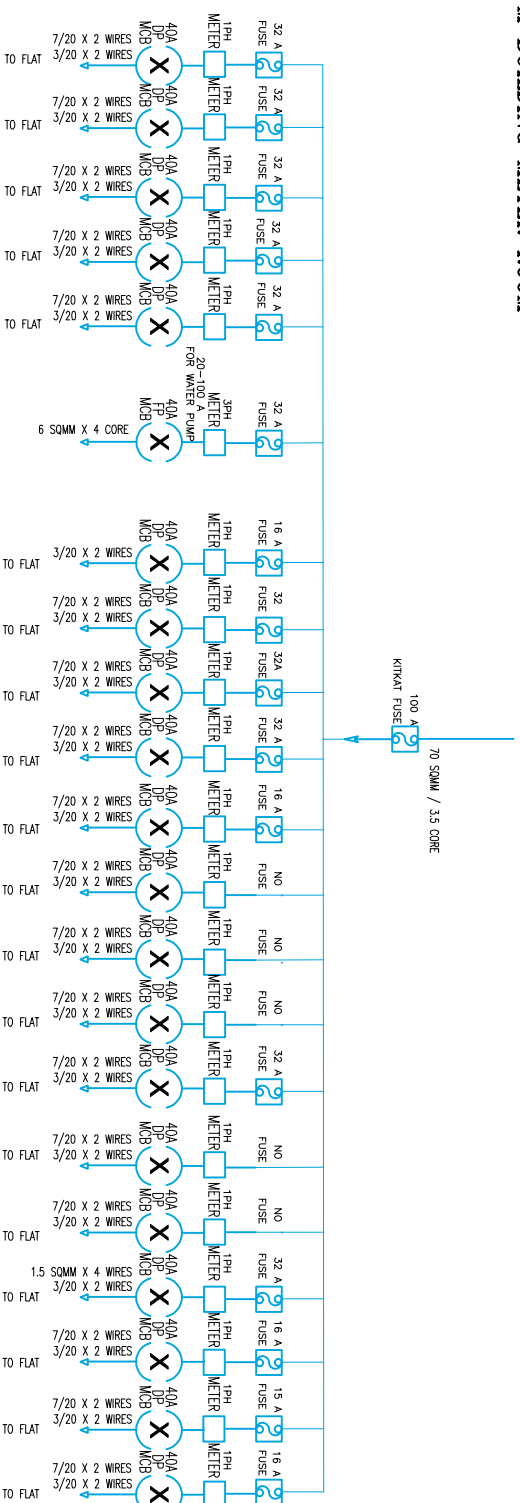 100 A
KITKAT FUSE
70 SQMM / 3.5 CORE
32 A
FUSE
1PH
METER
40A
DP
MCB
7/20 X 2 WIRES
3/20 X 2 WIRES
TO FLAT
32 A
FUSE
1PH
METER
40A
DP
MCB
7/20 X 2 WIRES
3/20 X 2 WIRES
TO FLAT
32 A
FUSE
1PH
METER
40A
DP
MCB
7/20 X 2 WIRES
3/20 X 2 WIRES
TO FLAT
32 A
FUSE
1PH
METER
40A
DP
MCB
7/20 X 2 WIRES
3/20 X 2 WIRES
TO FLAT
32 A
FUSE
1PH
METER
40A
DP
MCB
7/20 X 2 WIRES
3/20 X 2 WIRES
TO FLAT
32 A
FUSE
3PH
METER
20-100 A
FOR WATER PUMP
40A
FP
MCB
6 SQMM X 4 CORE
16 A
FUSE
1PH
METER
40A
DP
MCB
3/20 X 2 WIRES
TO FLAT
32
FUSE
1PH
METER
40A
DP
MCB
7/20 X 2 WIRES
3/20 X 2 WIRES
TO FLAT
32A
FUSE
1PH
METER
40A
DP
MCB
7/20 X 2 WIRES
3/20 X 2 WIRES
TO FLAT
32 A
FUSE
1PH
METER
40A
DP
MCB
7/20 X 2 WIRES
3/20 X 2 WIRES
TO FLAT
16 A
FUSE
1PH
METER
40A
DP
MCB
7/20 X 2 WIRES
3/20 X 2 WIRES
TO FLAT
NO
FUSE
1PH
METER
40A
DP
MCB
7/20 X 2 WIRES
3/20 X 2 WIRES
TO FLAT
NO
FUSE
1PH
METER
40A
DP
MCB
7/20 X 2 WIRES
3/20 X 2 WIRES
TO FLAT
NO
FUSE
1PH
METER
40A
DP
MCB
7/20 X 2 WIRES
3/20 X 2 WIRES
TO FLAT
32 A
FUSE
1PH
METER
40A
DP
MCB
7/20 X 2 WIRES
3/20 X 2 WIRES
TO FLAT
NO
FUSE
1PH
METER
40A
DP
MCB
7/20 X 2 WIRES
3/20 X 2 WIRES
TO FLAT
NO
FUSE
1PH
METER
40A
DP
MCB
7/20 X 2 WIRES
3/20 X 2 WIRES
TO FLAT
32 A
FUSE
1PH
METER
40A
DP
MCB
1.5 SQMM X 4 WIRES
3/20 X 2 WIRES
TO FLAT
16 A
FUSE
1PH
METER
40A
DP
MCB
7/20 X 2 WIRES
3/20 X 2 WIRES
TO FLAT
15 A
FUSE
1PH
METER
40A
DP
MCB
7/20 X 2 WIRES
3/20 X 2 WIRES
TO FLAT
16 A
FUSE
1PH
METER
40A
DP
MCB
7/20 X 2 WIRES
3/20 X 2 WIRES
TO FLAT